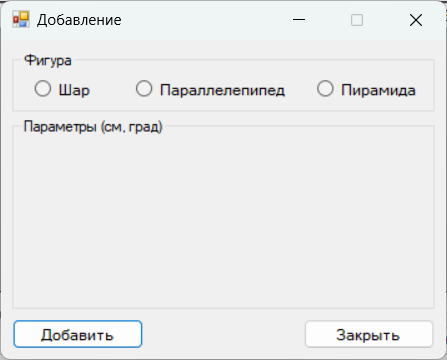 Добавление
Фигура
Шар Параллелепипед Пирамида
Параметры (см, град)
Добавить Закрыть